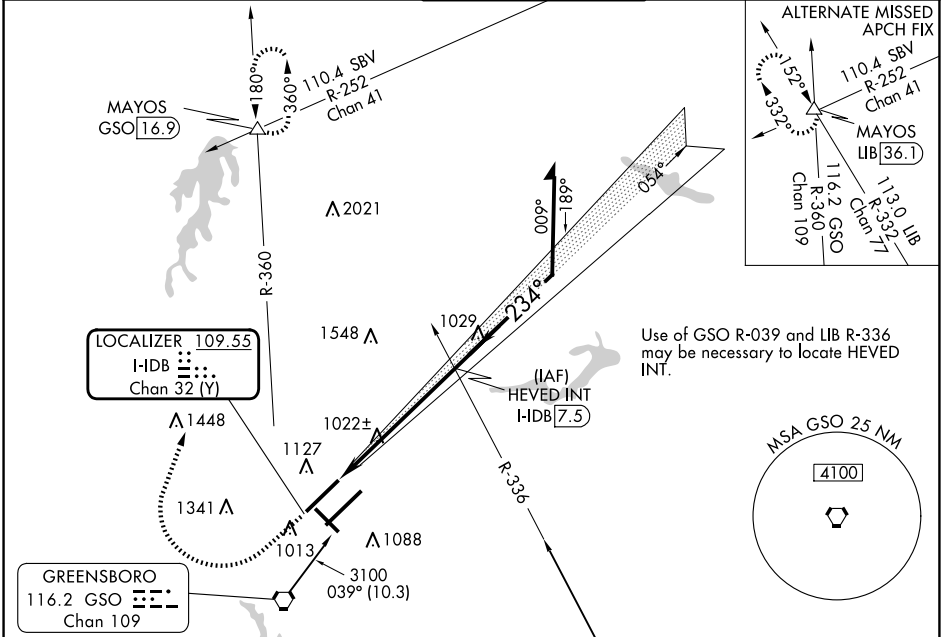 180°
360°
110.4 SBV
R-252
Chan 41
MAYOS
GSO 16.9
ALTERNATE MISSED
APCH FIX
152°
332°
110.4 SBV
R-252
Chan 41
MAYOS
LIB 36.1
116.2 GSO
R-360
Chan 109
113.0 LIB
R-332
Chan 77
2021
R-360
009°
189°
054°
234°
1548
1029
LOCALIZER 109.55
I-IDB
Chan 32 (Y)
(IAF)
HEVED INT
I-IDB 7.5
Use of GSO R-039 and LIB R-336
may be necessary to locate HEVED
INT.
1448
1022±
1127
R-336
MSA GSO 25 NM
4100
1341
1013
1088
3100
039° (10.3)
GREENSBORO
116.2 GSO
Chan 109